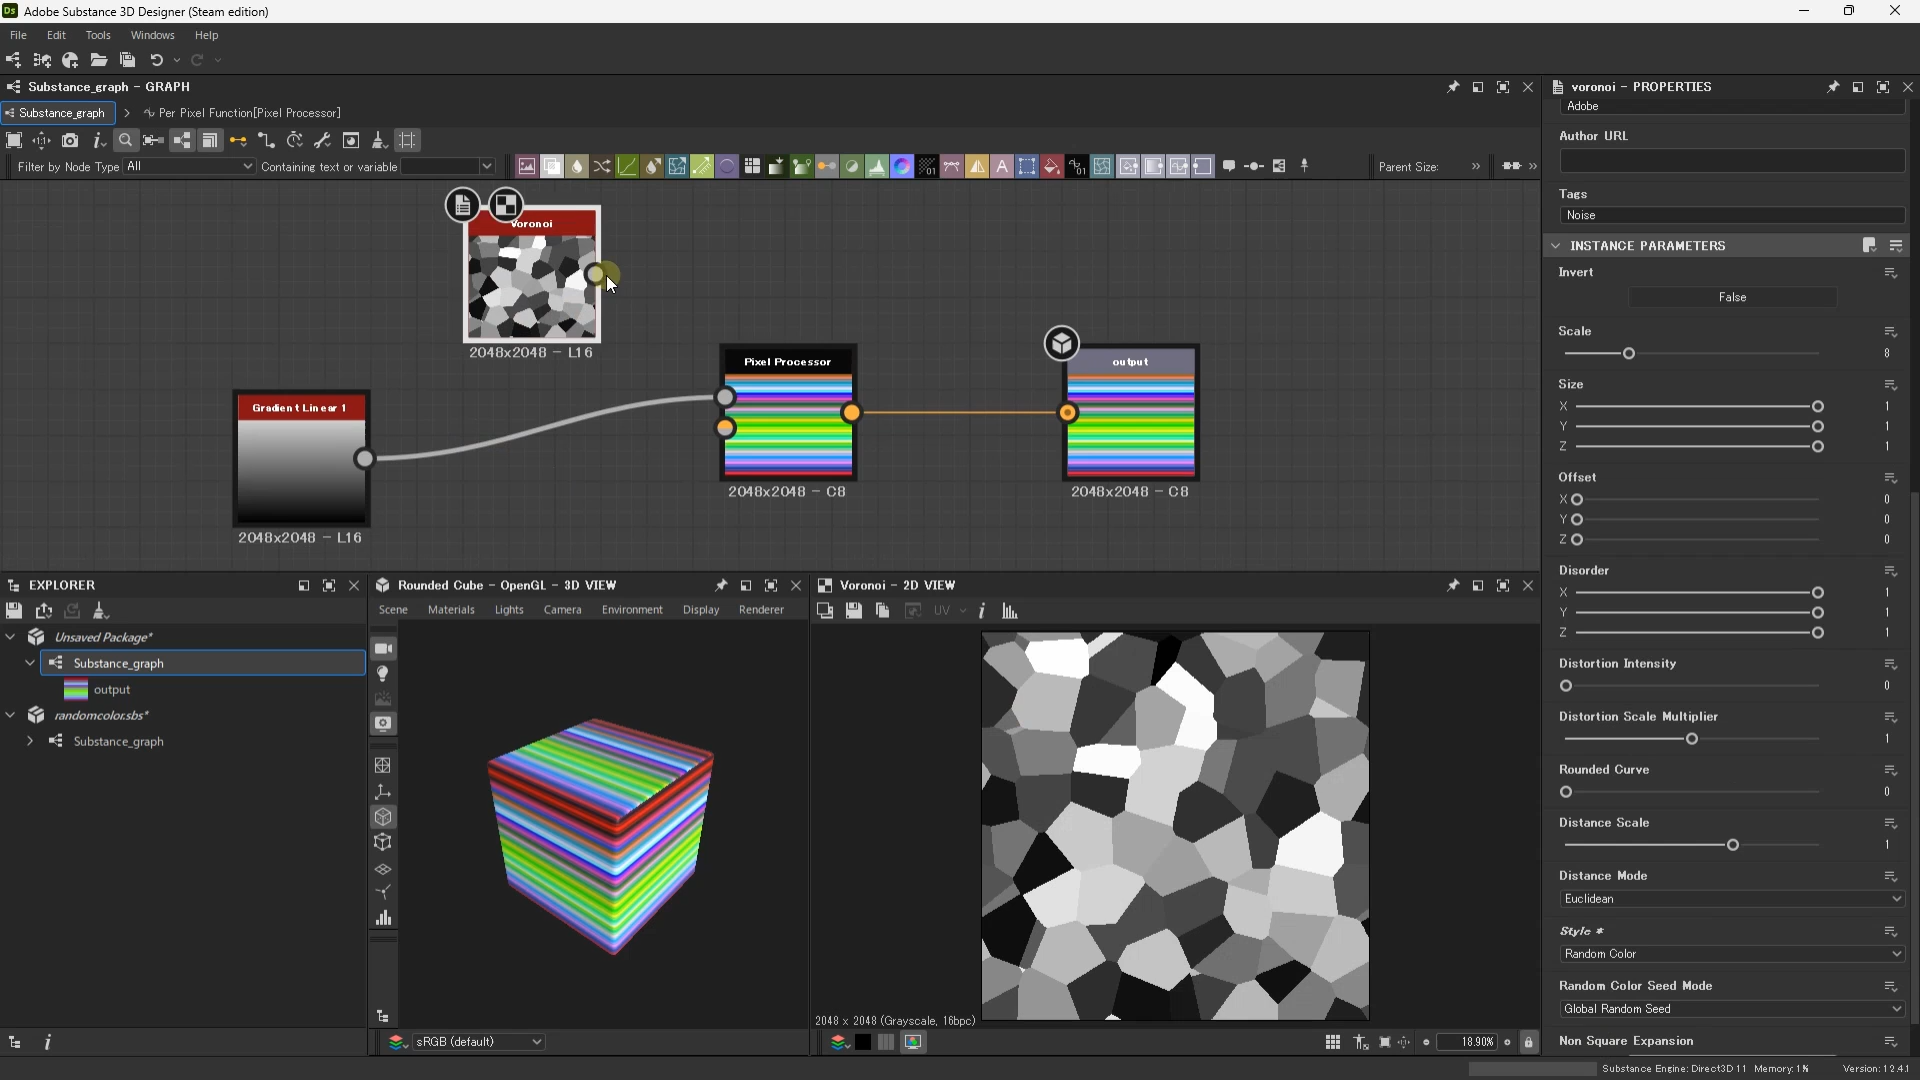 Ds Adobe Substance 3D Designer (Steam edition)
File Edit Tools Windows Help
Substance_graph - GRAPH
Substance_graph > Per Pixel Function[Pixel Processor]
Filter by Node Type All Containing text or variable
Parent Size: >>
>>
Voronoi
2048x2048 - L16
Gradient Linear 1
2048x2048 - L16
Pixel Processor
2048x2048 - C8
output
2048x2048 - C8
EXPLORER
Unsaved Package*
Substance_graph
output
randomcolor.sbs*
Substance_graph
Rounded Cube - OpenGL - 3D VIEW
Scene Materials Lights Camera Environment Display Renderer
sRGB (default)
Voronoi - 2D VIEW
UV
2048 x 2048 (Grayscale, 16bpc)
18.90%
voronoi - PROPERTIES
Adobe
Author URL
Tags
Noise
INSTANCE PARAMETERS
Invert
False
Scale
8
Size
X 1
Y 1
Z 1
Offset
X 0
Y 0
Z 0
Disorder
X 1
Y 1
Z 1
Distortion Intensity
0
Distortion Scale Multiplier
1
Rounded Curve
0
Distance Scale
1
Distance Mode
Euclidean
Style *
Random Color
Random Color Seed Mode
Global Random Seed
Non Square Expansion
Substance Engine: Direct3D 11 Memory: 1% Version: 12.4.1